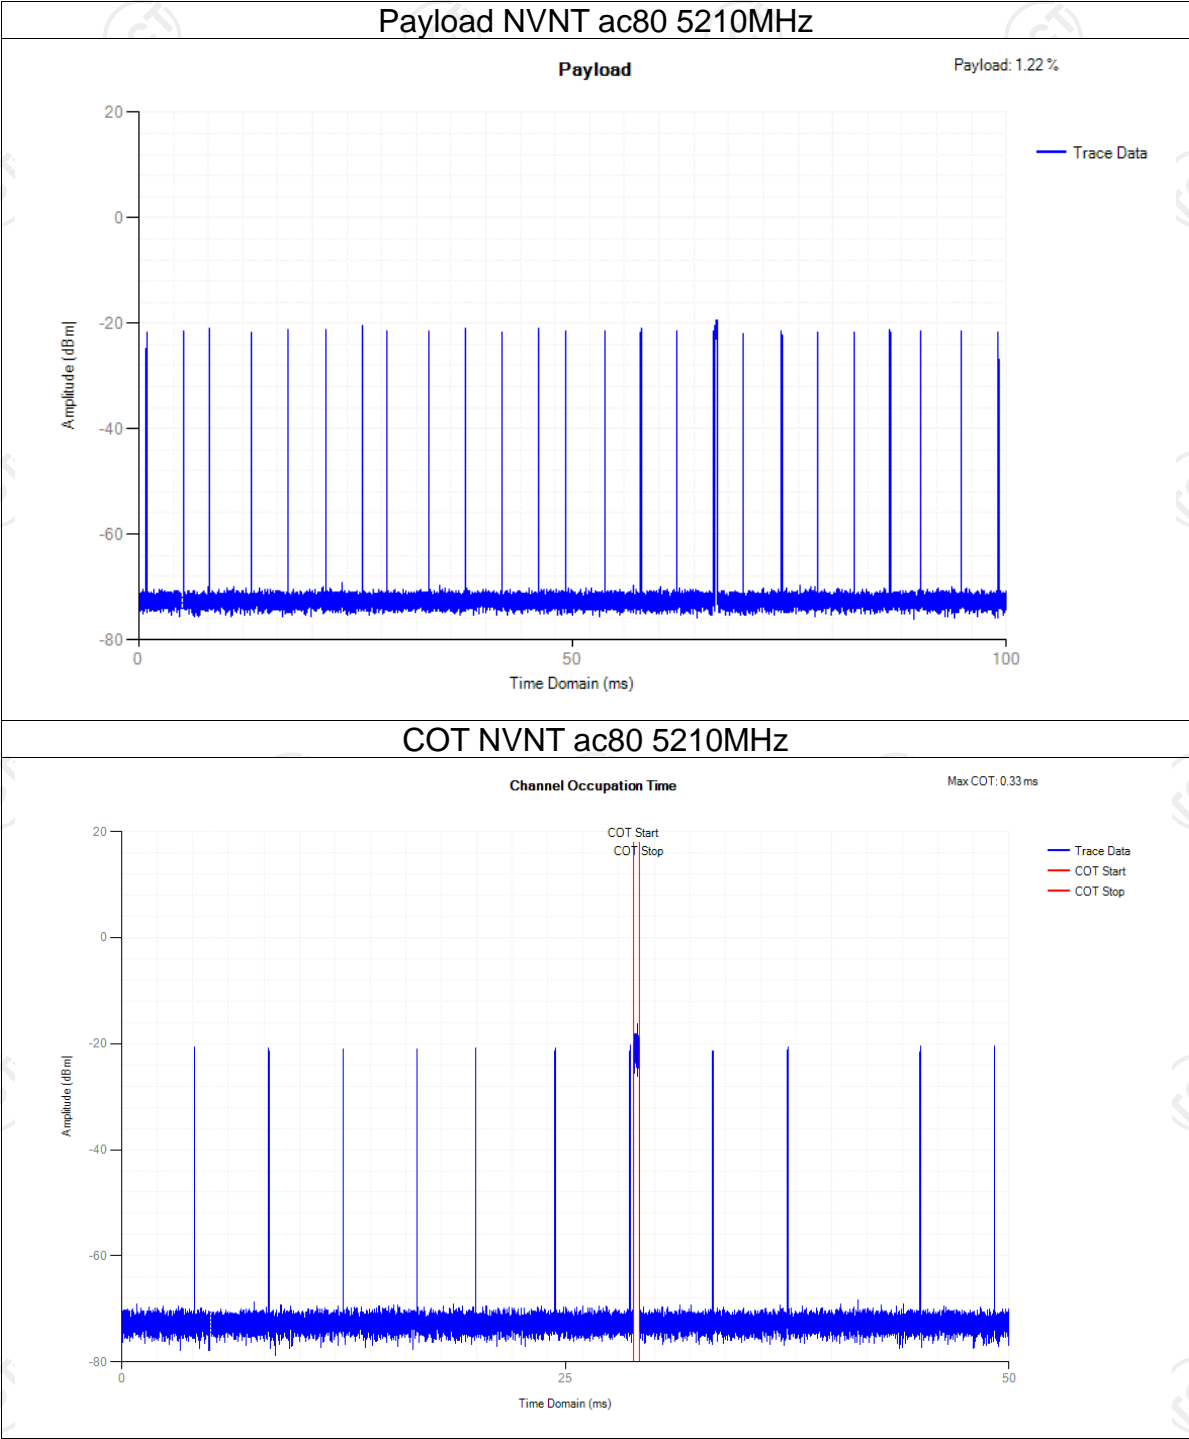 Payload NVNT ac80 5210MHz
Payload
Payload: 1.22 %
20
0
-20
-40
-60
-80
Amplitude [dBm]
Trace Data
0
50
100
Time Domain (ms)
COT NVNT ac80 5210MHz
Channel Occupation Time
Max COT: 0.33 ms
COT Start
COT Stop
20
0
-20
-40
-60
-80
Amplitude [dBm]
Trace Data
COT Start
COT Stop
0
25
50
Time Domain (ms)